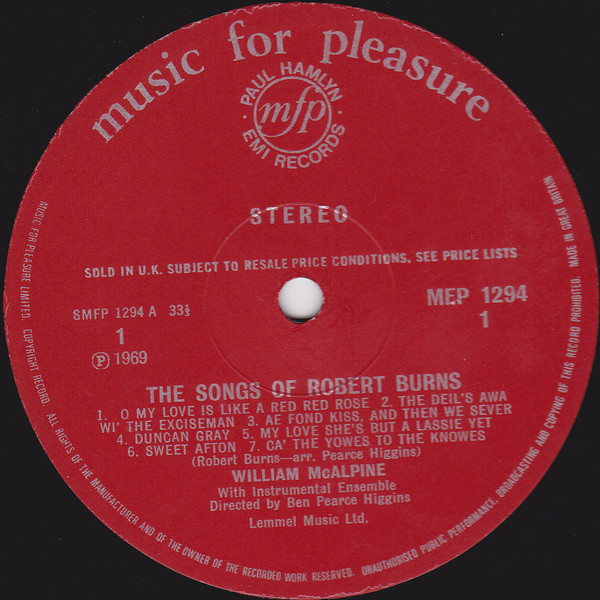 music for pleasure
PAUL HAMLYN
mfp
EMI RECORDS
STEREO
SOLD IN U.K. SUBJECT TO RESALE PRICE CONDITIONS, SEE PRICE LISTS
SMFP 1294 A 33⅓
MFP 1294
1
1
Ⓟ 1969
THE SONGS OF ROBERT BURNS
1. O MY LOVE IS LIKE A RED RED ROSE 2. THE DEIL'S AWA
WI' THE EXCISEMAN 3. AE FOND KISS, AND THEN WE SEVER
4. DUNCAN GRAY 5. MY LOVE SHE'S BUT A LASSIE YET
6. SWEET AFTON 7. CA' THE YOWES TO THE KNOWES
(Robert Burns—arr. Pearce Higgins)
WILLIAM McALPINE
With Instrumental Ensemble
Directed by Ben Pearce Higgins
Lemmel Music Ltd.
MUSIC FOR PLEASURE LIMITED. COPYRIGHT RECORD. ALL RIGHTS OF THE MANUFACTURER AND OF THE OWNER OF THE RECORDED WORK RESERVED. UNAUTHORISED PUBLIC PERFORMANCE, BROADCASTING AND COPYING OF THIS RECORD PROHIBITED. MADE IN GREAT BRITAIN